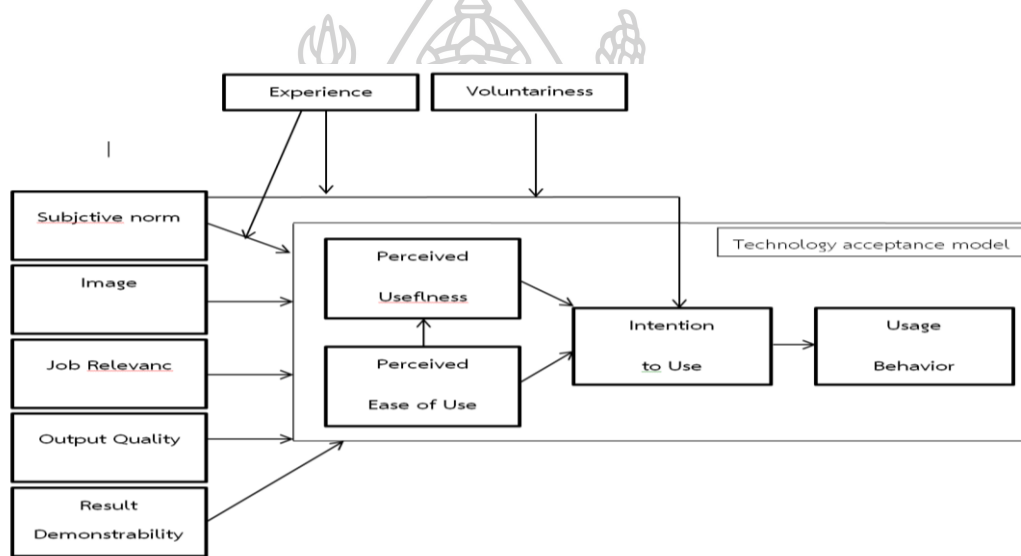 Experience
Voluntariness
Subjctive norm
Technology acceptance model
Perceived
Useflness
Image
Intention
to Use
Usage
Behavior
Job Relevanc
Perceived
Ease of Use
Output Quality
Result
Demonstrability